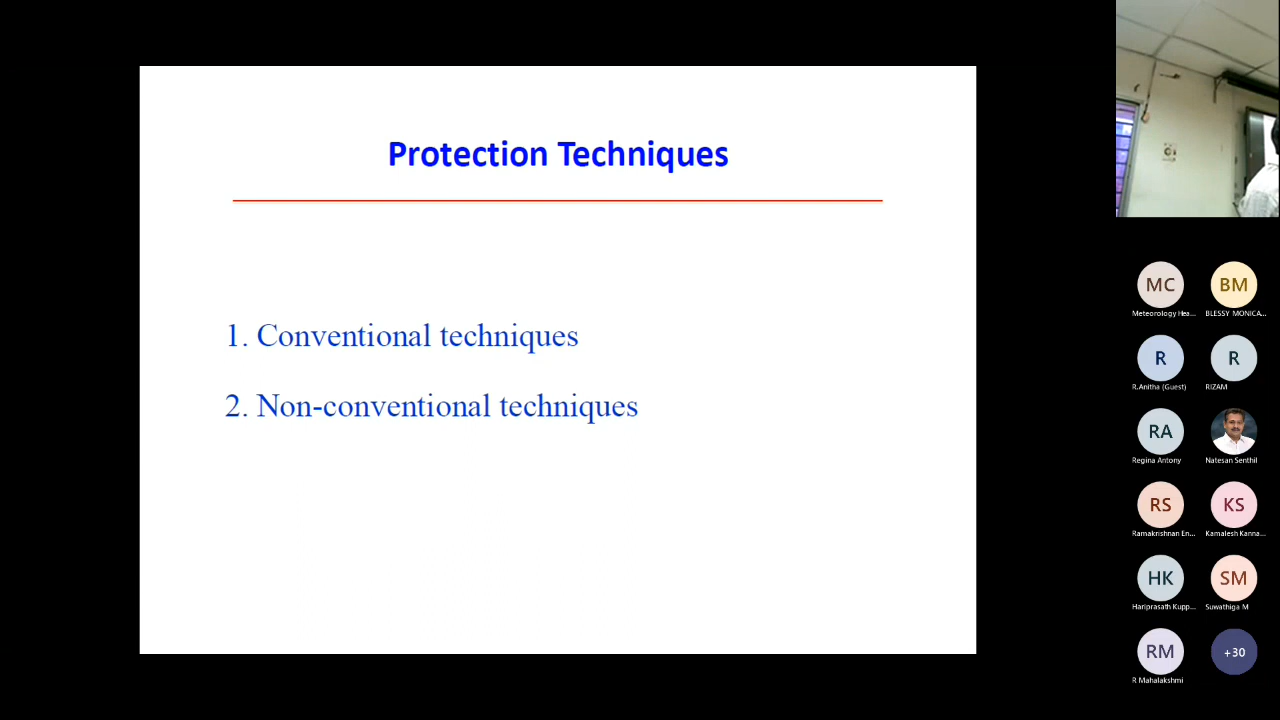 Protection Techniques
1. Conventional techniques
2. Non-conventional techniques
MC
BM
Meteorology Hea...
BLESSY MONICA...
R
R
R.Anitha (Guest)
RIZAM
RA
Regina Antony
Natesan Senthil
RS
KS
Ramakrishnan En...
Kamalesh Kanna...
HK
SM
Hariprasath Kupp...
Suwathiga M
RM
+30
R Mahalakshmi